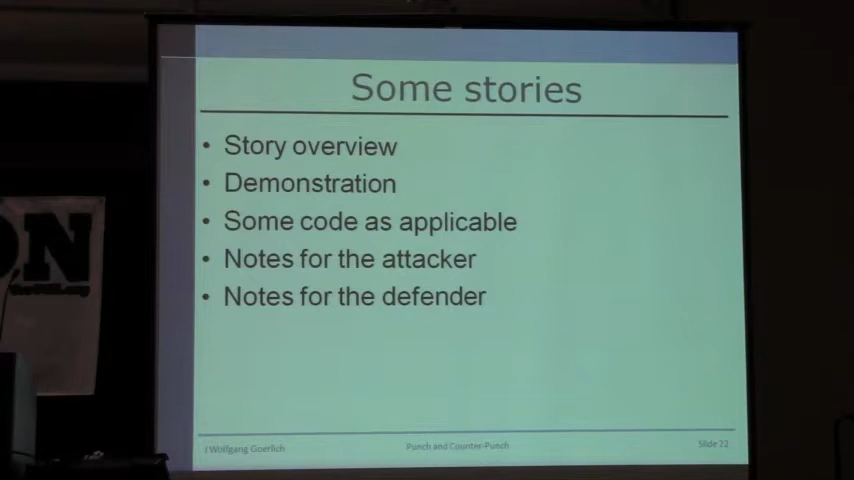 Some stories
• Story overview
• Demonstration
• Some code as applicable
• Notes for the attacker
• Notes for the defender
J Wolfgang Goerlich
Punch and Counter-Punch
Slide 22
ON